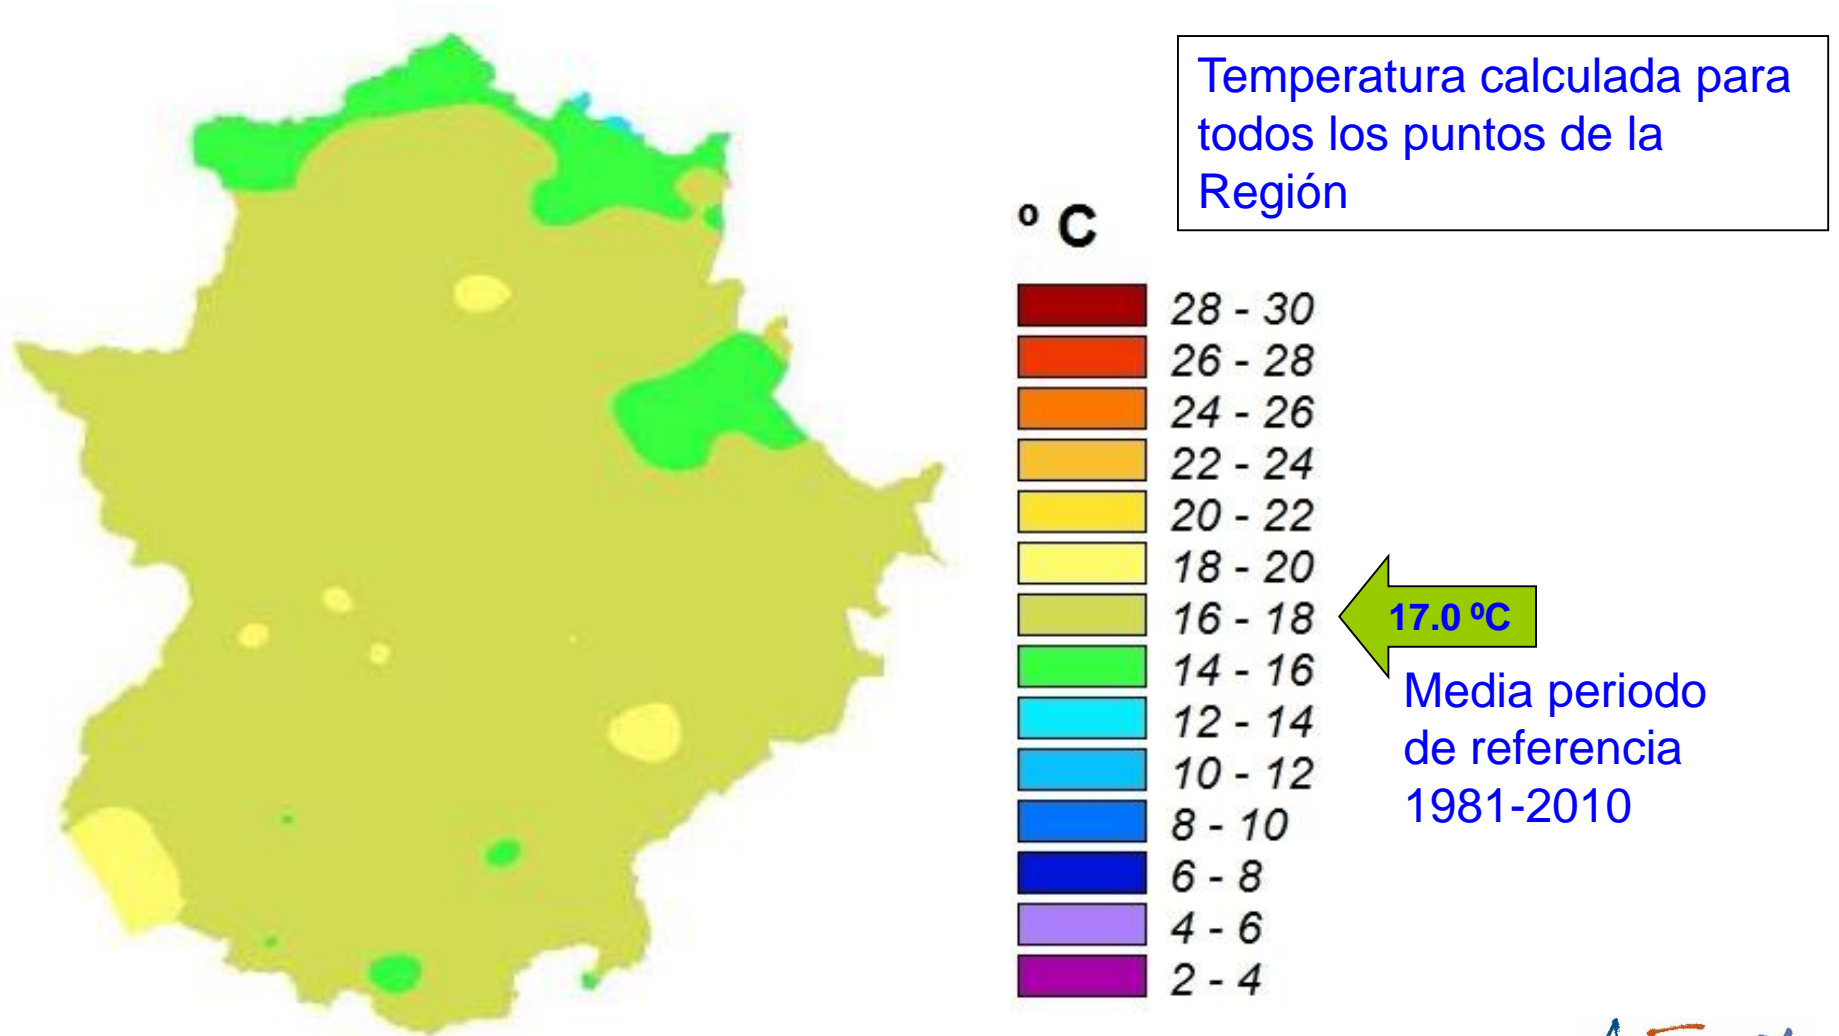 Temperatura calculada para
todos los puntos de la
Región
º C
28 - 30
26 - 28
24 - 26
22 - 24
20 - 22
18 - 20
16 - 18
14 - 16
12 - 14
10 - 12
8 - 10
6 - 8
4 - 6
2 - 4
17.0 ºC
Media periodo
de referencia
1981-2010